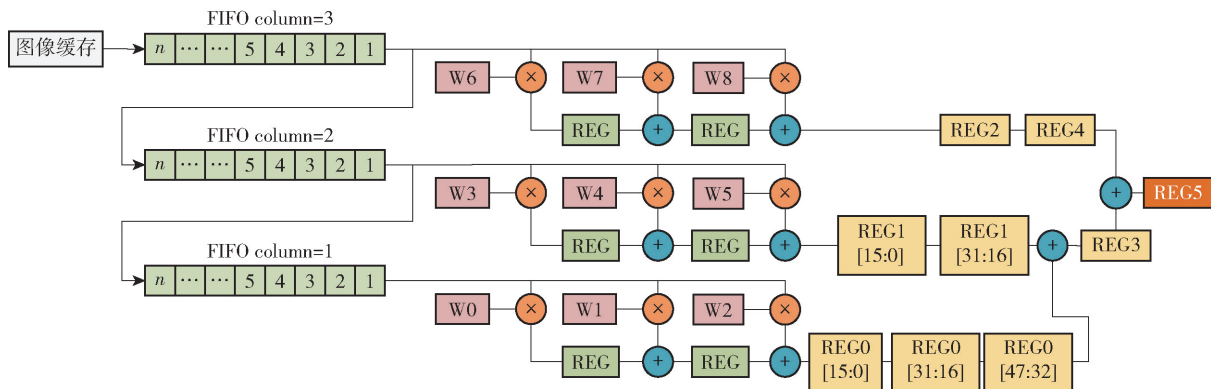 FIFO column=3
图像缓存 n ··· ··· 5 4 3 2 1
W6 × W7 × W8 ×
REG + REG + REG2 REG4
FIFO column=2
n ··· ··· 5 4 3 2 1
W3 × W4 × W5 × + REG5
REG + REG + REG1 [15:0] REG1 [31:16] + REG3
FIFO column=1
n ··· ··· 5 4 3 2 1
W0 × W1 × W2 ×
REG + REG + REG0 [15:0] REG0 [31:16] REG0 [47:32]